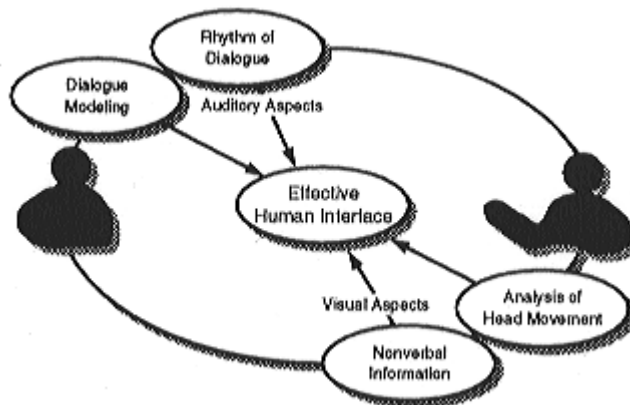 Rhythm of
Dialogue
Dialogue
Modeling
Auditory Aspects
Effective
Human Interface
Visual Aspects
Analysis of
Head Movement
Nonverbal
Information